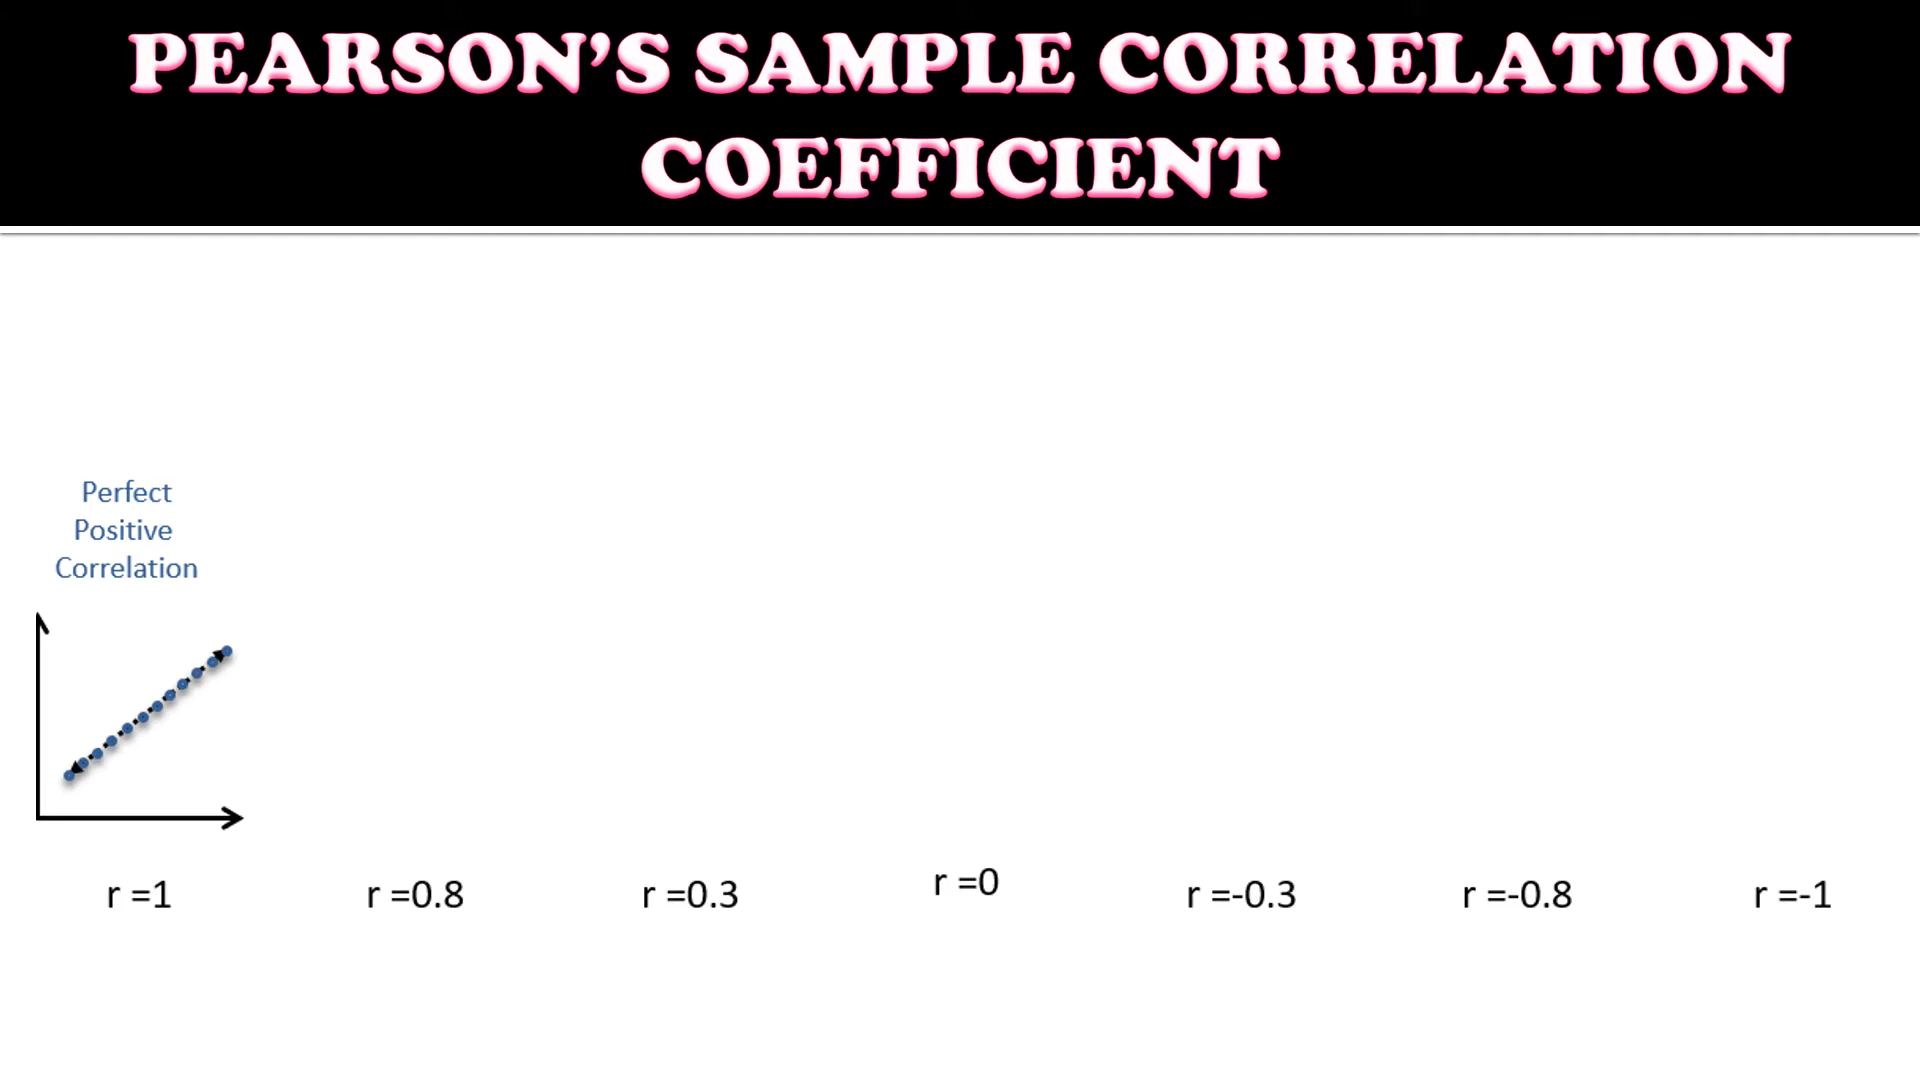 PEARSON’S SAMPLE CORRELATION
COEFFICIENT
Perfect
Positive
Correlation
r =1
r =0.8
r =0.3
r =0
r =-0.3
r =-0.8
r =-1